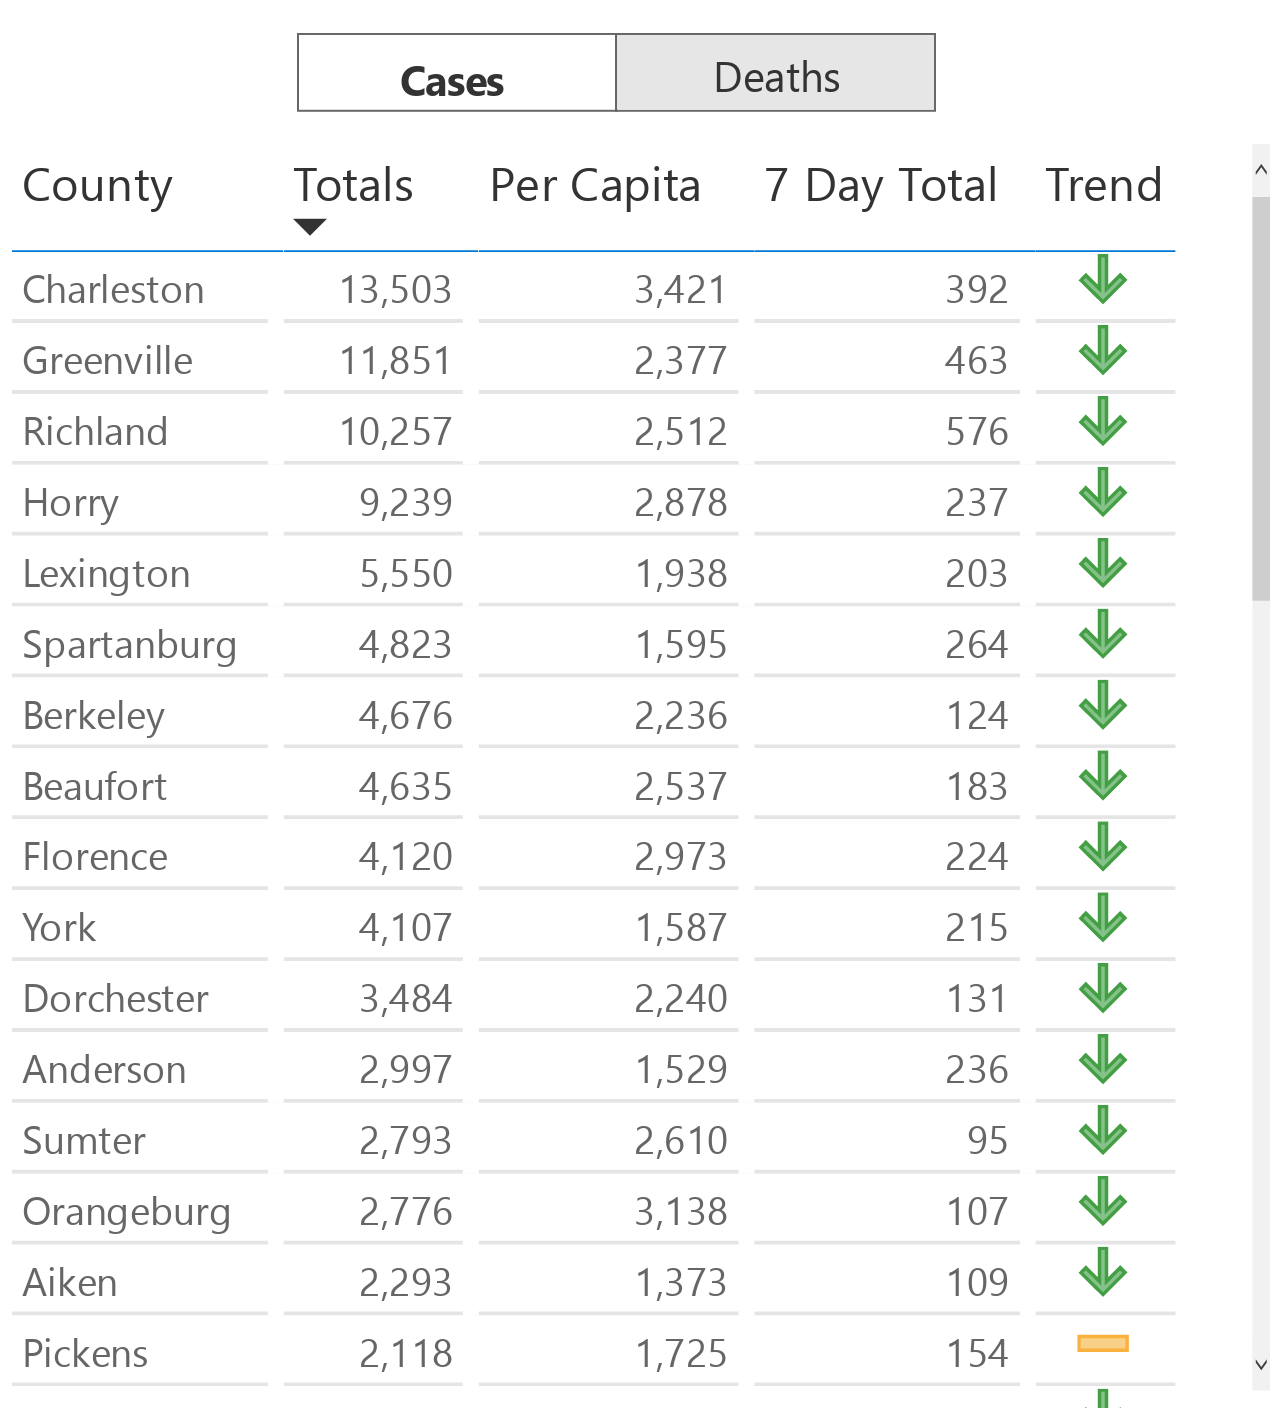 Cases Deaths
County Totals Per Capita 7 Day Total Trend
Charleston 13,503 3,421 392
Greenville 11,851 2,377 463
Richland 10,257 2,512 576
Horry 9,239 2,878 237
Lexington 5,550 1,938 203
Spartanburg 4,823 1,595 264
Berkeley 4,676 2,236 124
Beaufort 4,635 2,537 183
Florence 4,120 2,973 224
York 4,107 1,587 215
Dorchester 3,484 2,240 131
Anderson 2,997 1,529 236
Sumter 2,793 2,610 95
Orangeburg 2,776 3,138 107
Aiken 2,293 1,373 109
Pickens 2,118 1,725 154